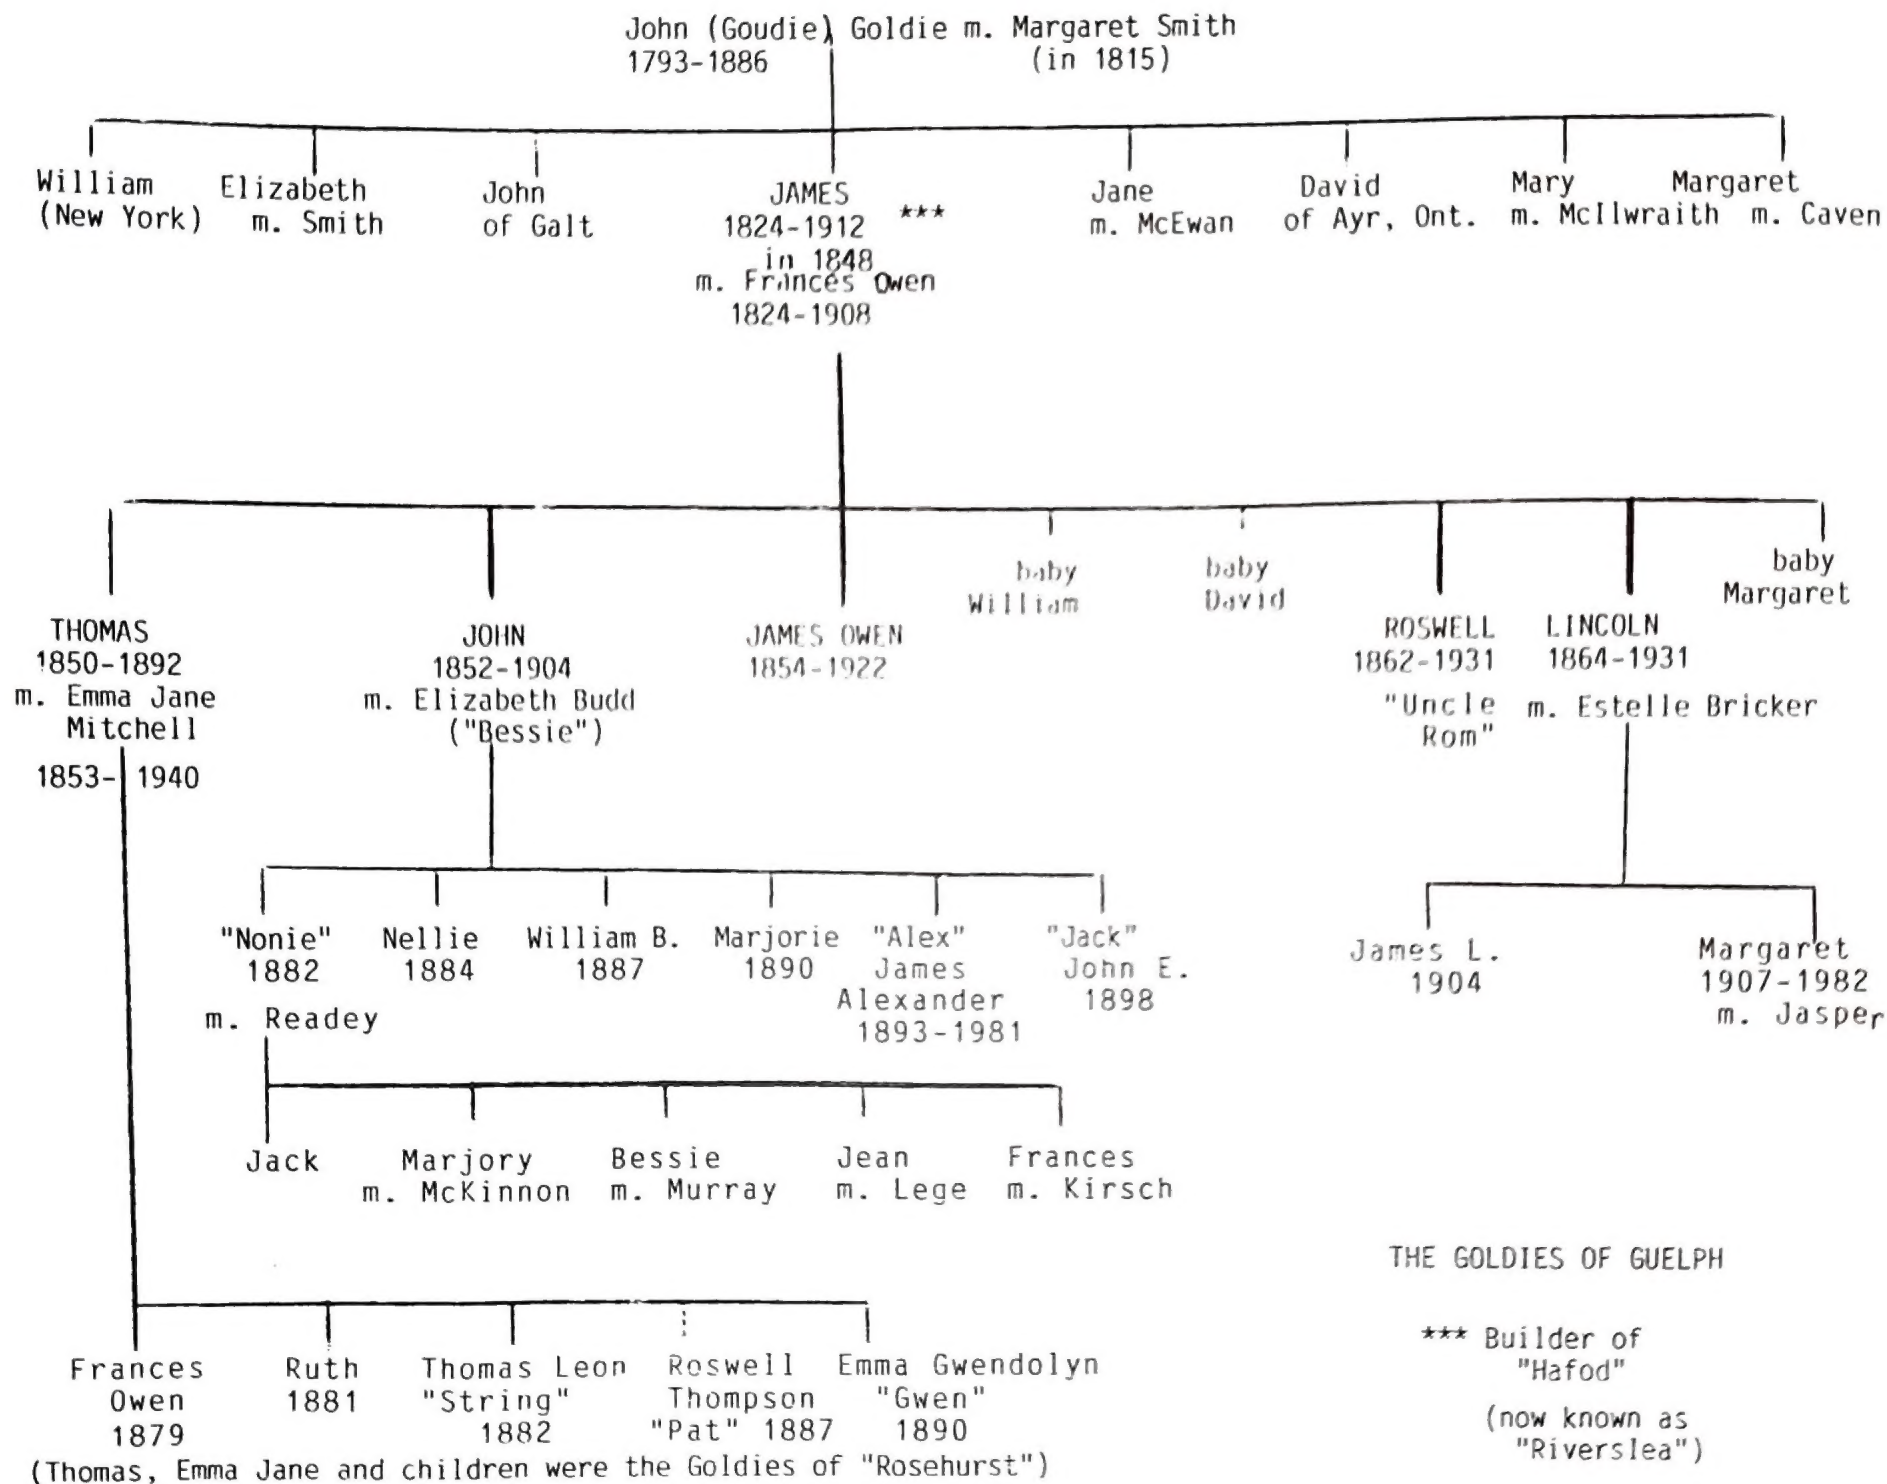 John (Goudie) Goldie m. Margaret Smith
1793-1886 (in 1815)
William
(New York)
Elizabeth
m. Smith
John
of Galt
JAMES
1824-1912 ***
in 1848
m. Frances Owen
1824-1908
Jane
m. McEwan
David
of Ayr, Ont.
Mary
m. McIlwraith
Margaret
m. Caven
THOMAS
1850-1892
m. Emma Jane
Mitchell
1853- 1940
JOHN
1852-1904
m. Elizabeth Budd
("Bessie")
JAMES OWEN
1854-1922
baby
William
baby
David
ROSWELL
1862-1931
"Uncle
Rom"
LINCOLN
1864-1931
m. Estelle Bricker
baby
Margaret
"Nonie"
1882
m. Readey
Nellie
1884
William B.
1887
Marjorie
1890
"Alex"
James
Alexander
1893-1981
"Jack"
John E.
1898
James L.
1904
Margaret
1907-1982
m. Jasper
Jack
Marjory
m. McKinnon
Bessie
m. Murray
Jean
m. Lege
Frances
m. Kirsch
Frances
Owen
1879
Ruth
1881
Thomas Leon
"String"
1882
Roswell
Thompson
"Pat" 1887
Emma Gwendolyn
"Gwen"
1890
(Thomas, Emma Jane and children were the Goldies of "Rosehurst")
THE GOLDIES OF GUELPH
*** Builder of
"Hafod"
(now known as
"Riverslea")